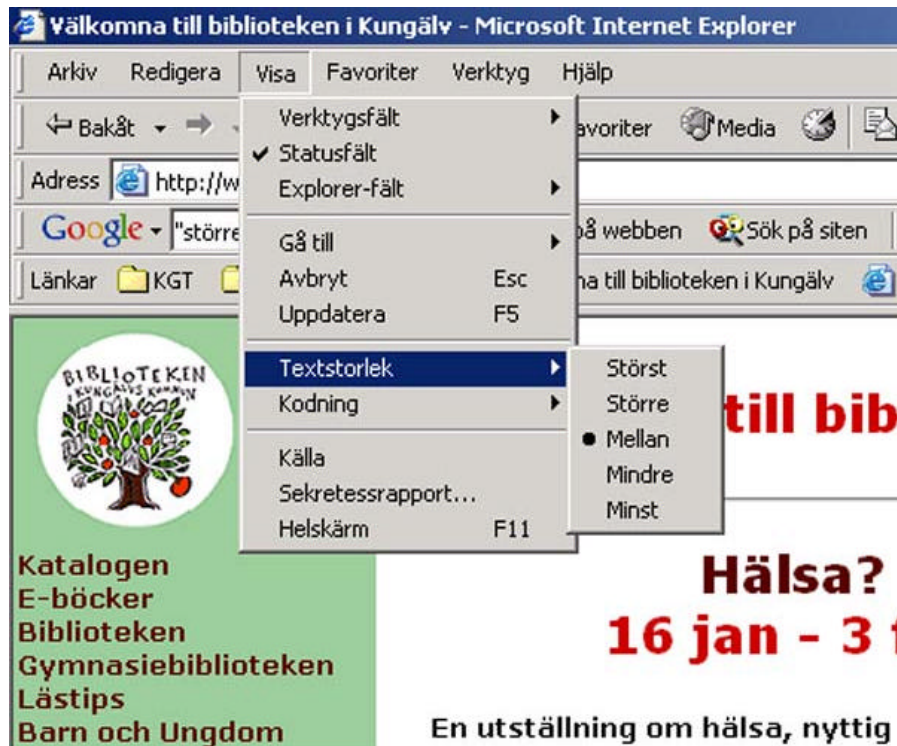 Välkomna till biblioteken i Kungälv - Microsoft Internet Explorer
Arkiv Redigera Visa Favoriter Verktyg Hjälp
Bakåt Media
Adress http://w
Google "större på webben Sök på siten
Länkar KGT till biblioteken i Kungälv
Verktygsfält
Statusfält
Explorer-fält
Gå till
Avbryt Esc
Uppdatera F5
Textstorlek
Kodning
Källa
Sekretessrapport...
Helskärm F11
Störst
Större
Mellan
Mindre
Minst
BIBLIOTEKEN
I KUNGÄLVS KOMMUN
Katalogen
E-böcker
Biblioteken
Gymnasiebiblioteken
Lästips
Barn och Ungdom
till bib
Hälsa?
16 jan - 3 f
En utställning om hälsa, nyttig